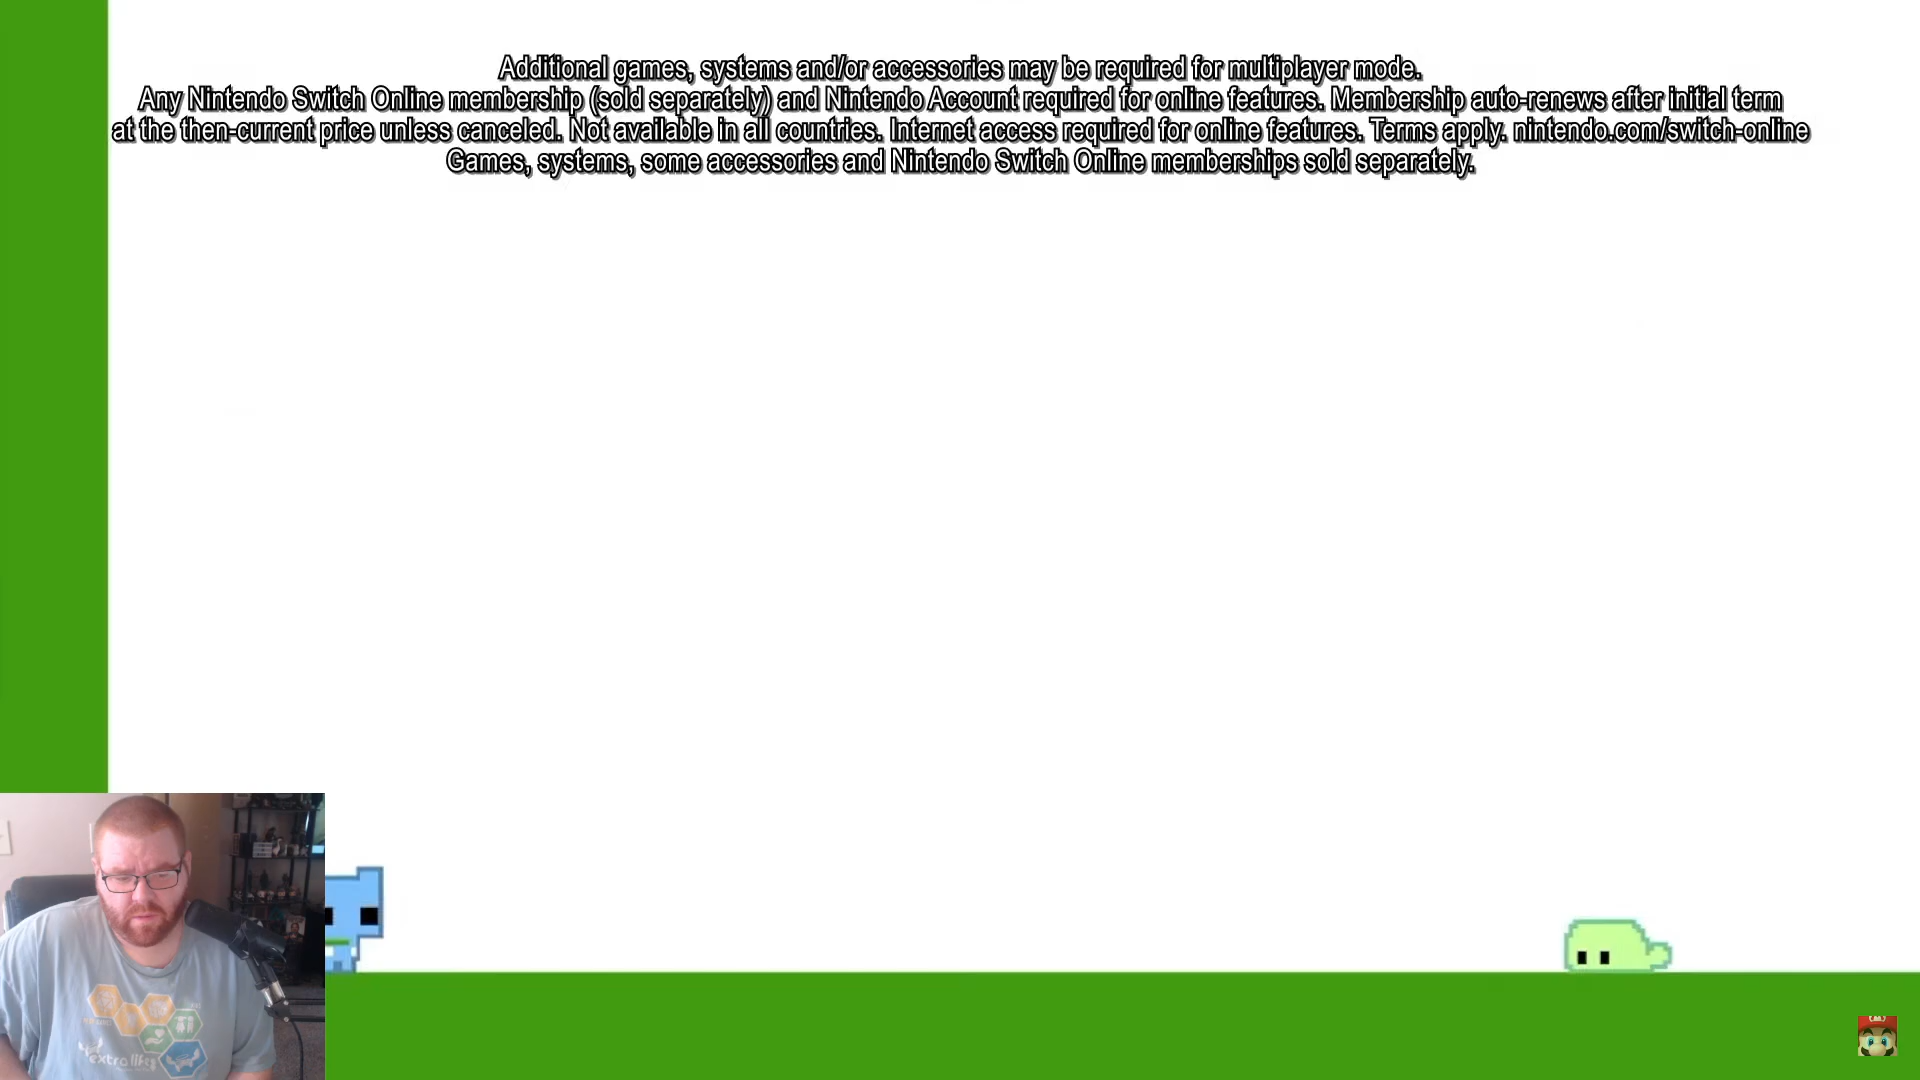 Additional games, systems and/or accessories may be required for multiplayer mode.
Any Nintendo Switch Online membership (sold separately) and Nintendo Account required for online features. Membership auto-renews after initial term
at the then-current price unless canceled. Not available in all countries. Internet access required for online features. Terms apply. nintendo.com/switch-online
Games, systems, some accessories and Nintendo Switch Online memberships sold separately.
extra life